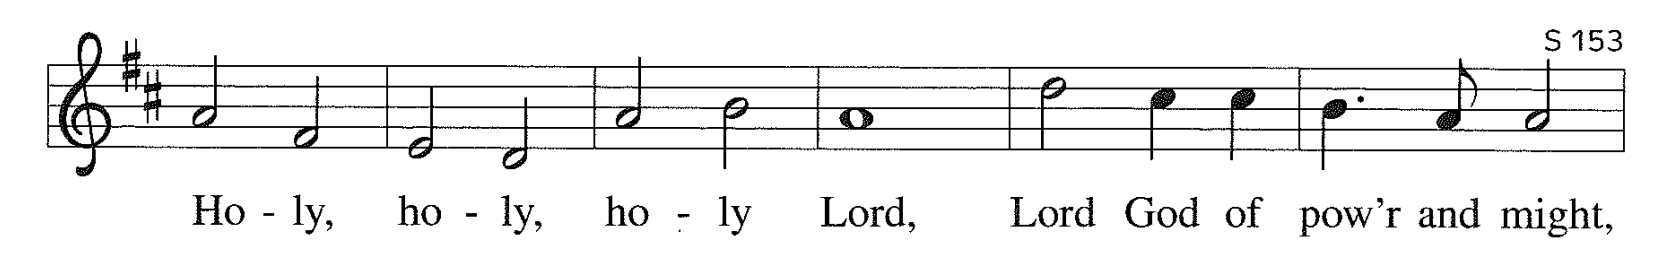 S 153
Ho - ly, ho - ly, ho - ly Lord, Lord God of pow'r and might,